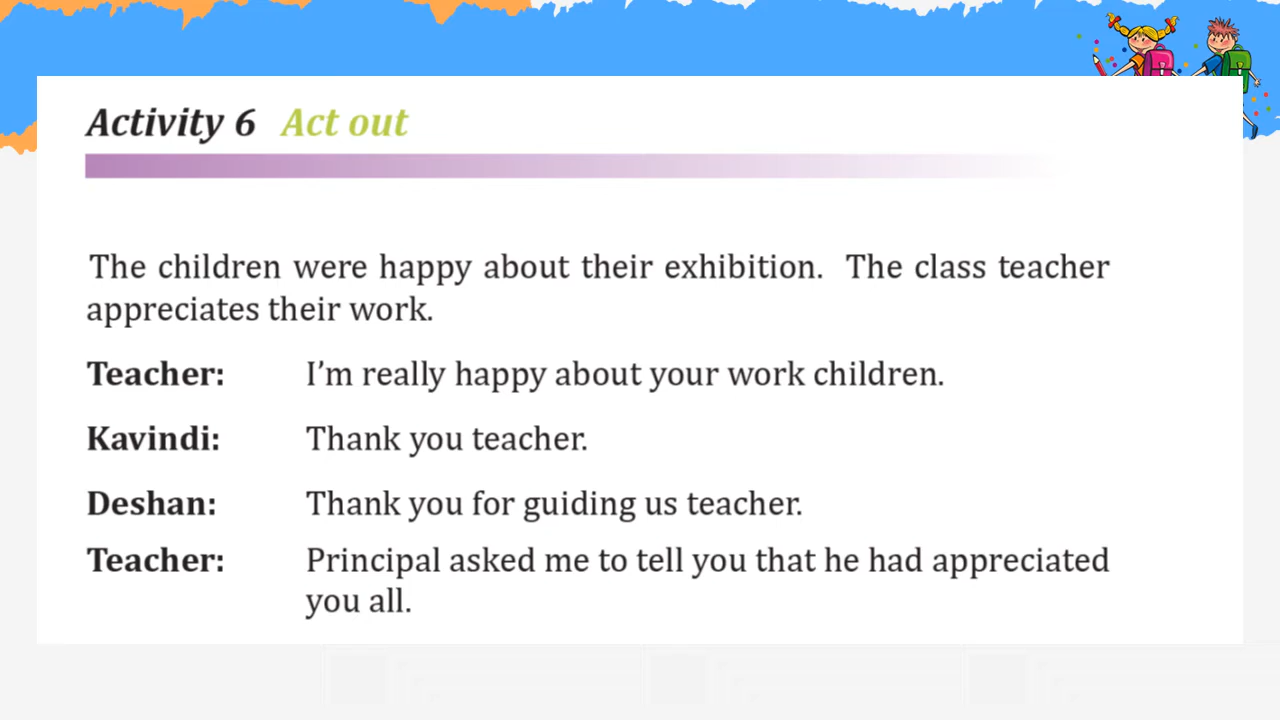 Activity 6 Act out
The children were happy about their exhibition. The class teacher
appreciates their work.
Teacher: I’m really happy about your work children.
Kavindi: Thank you teacher.
Deshan: Thank you for guiding us teacher.
Teacher: Principal asked me to tell you that he had appreciated
you all.